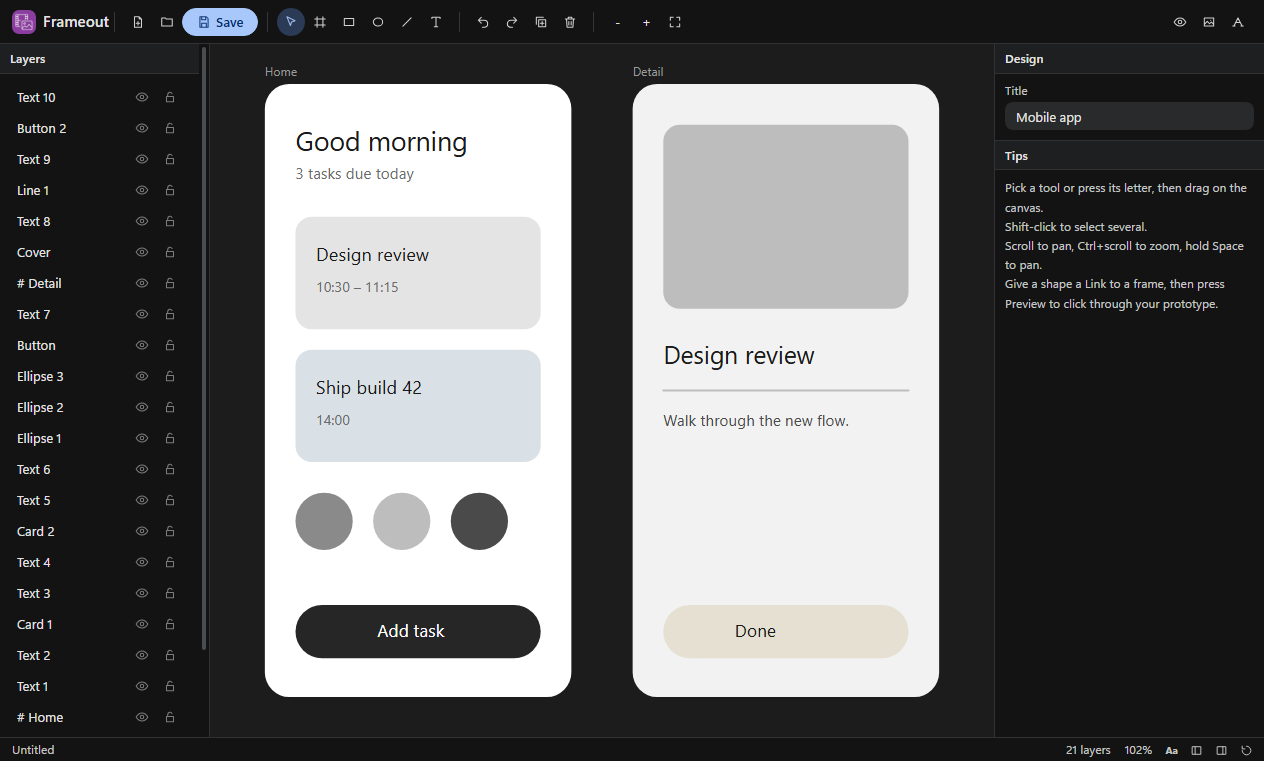 Frameout
Save
- +
Layers
Text 10
Button 2
Text 9
Line 1
Text 8
Cover
# Detail
Text 7
Button
Ellipse 3
Ellipse 2
Ellipse 1
Text 6
Text 5
Card 2
Text 4
Text 3
Card 1
Text 2
Text 1
# Home
Home
Good morning
3 tasks due today
Design review
10:30 – 11:15
Ship build 42
14:00
Add task
Detail
Design review
Walk through the new flow.
Done
Design
Title
Mobile app
Tips
Pick a tool or press its letter, then drag on the
canvas.
Shift-click to select several.
Scroll to pan, Ctrl+scroll to zoom, hold Space
to pan.
Give a shape a Link to a frame, then press
Preview to click through your prototype.
Untitled
21 layers 102% Aa